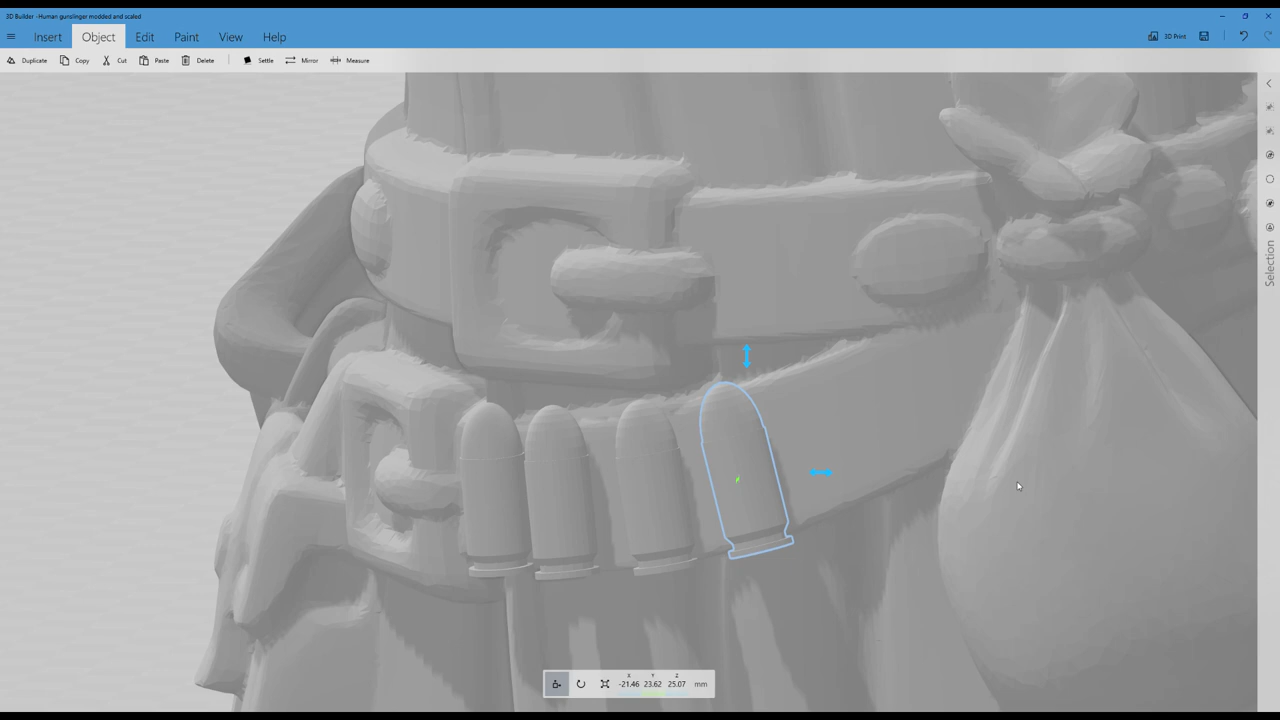 3D Builder -Human gunslinger modded and scaled
Insert Object Edit Paint View Help 3D Print
Duplicate Copy Cut Paste Delete Settle Mirror Measure
Selection
X Y Z
-21.46 23.62 25.07 mm